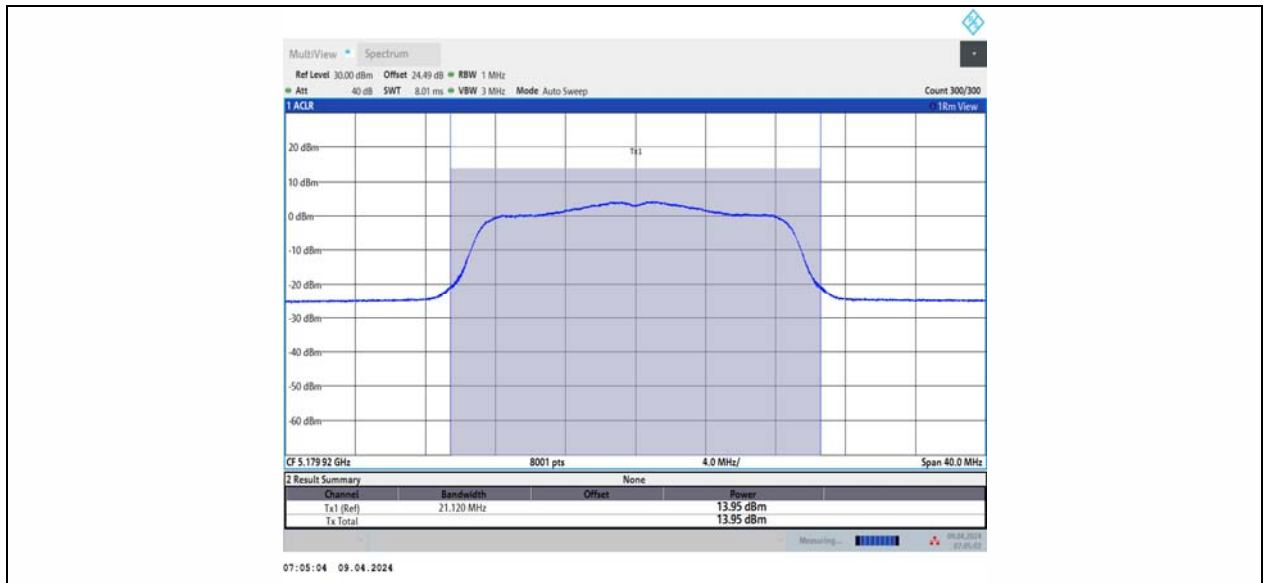 MultiView Spectrum
Ref Level 30.00 dBm Offset 24.49 dB RBW 1 MHz
Att 40 dB SWT 8.01 ms VBW 3 MHz Mode Auto Sweep Count 300/300
1 ACLR 1Rm View
Tx1
20 dBm
10 dBm
0 dBm
-10 dBm
-20 dBm
-30 dBm
-40 dBm
-50 dBm
-60 dBm
CF 5.179 92 GHz 8001 pts 4.0 MHz/ Span 40.0 MHz
2 Result Summary None
Channel Bandwidth Offset Power
Tx1 (Ref) 21.120 MHz 13.95 dBm
Tx Total 13.95 dBm
Measuring... 09.04.2024
07:05:02
07:05:04 09.04.2024